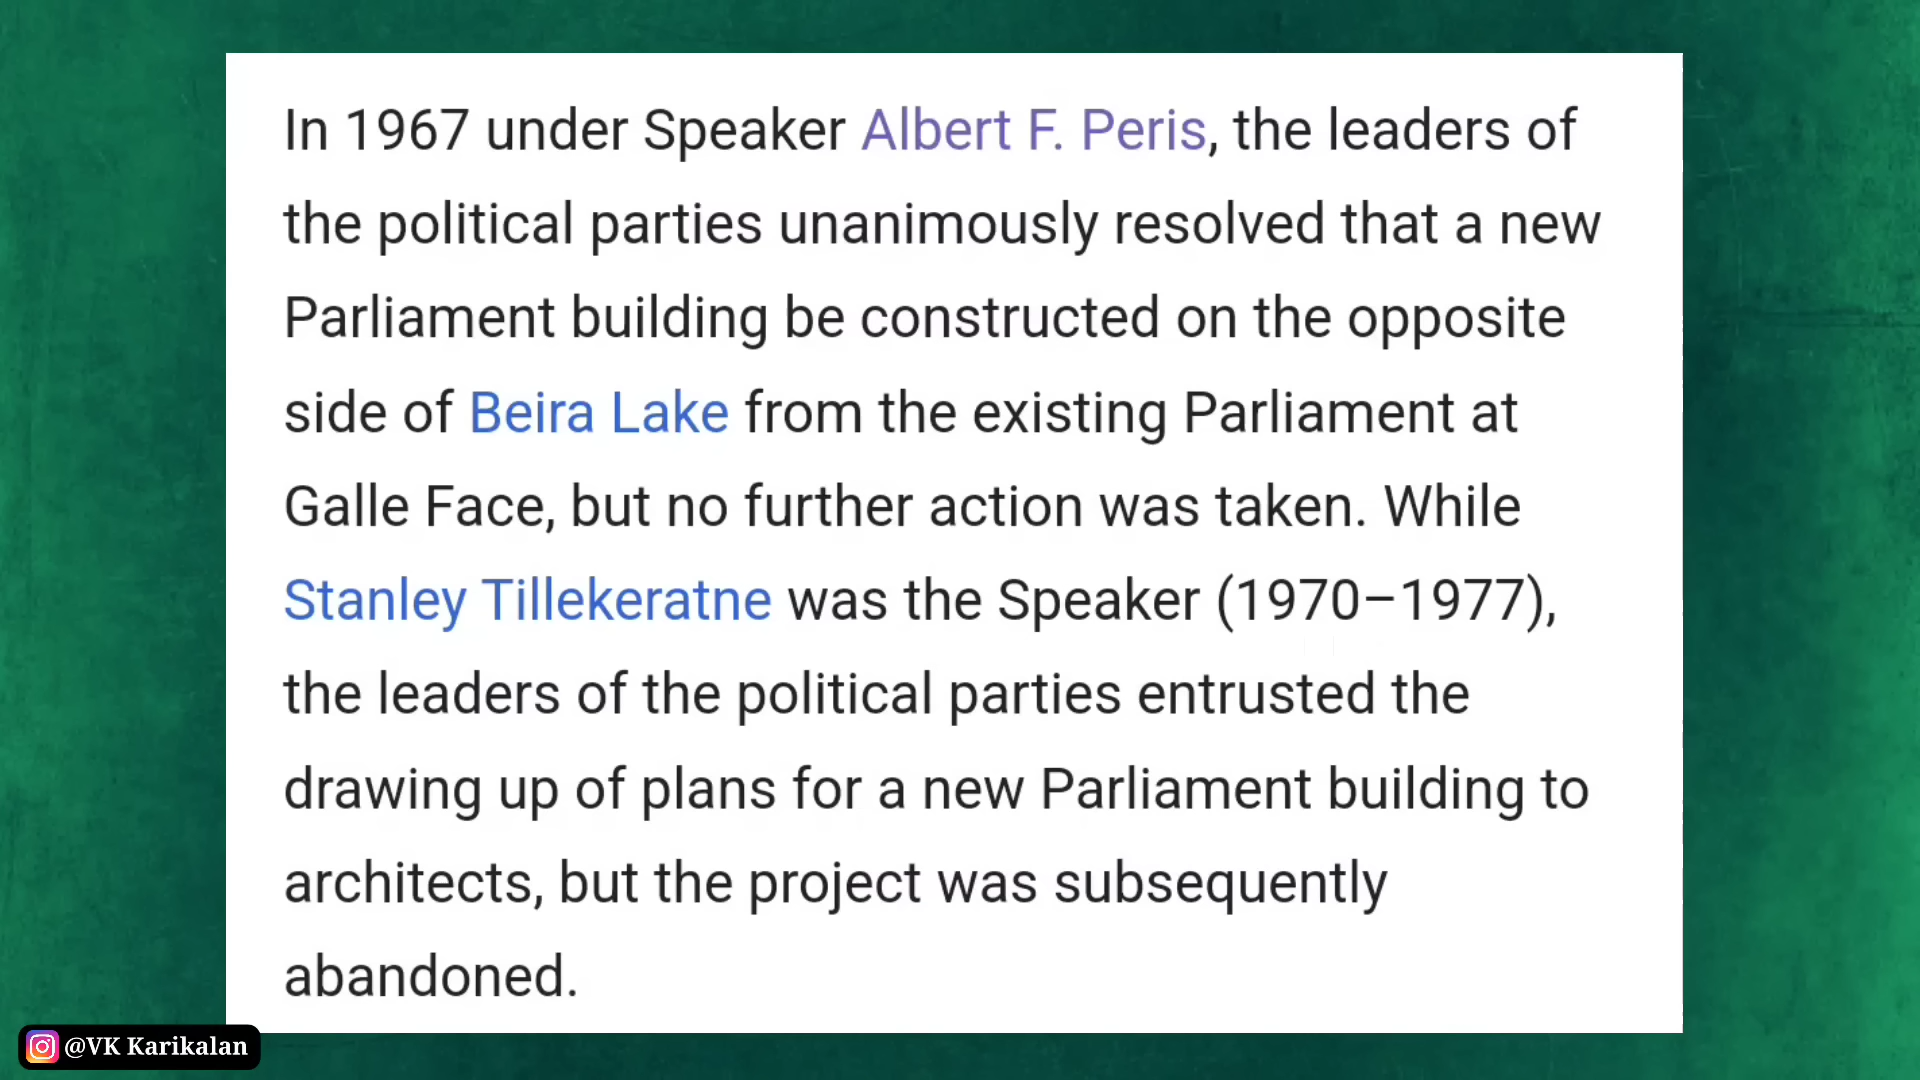 In 1967 under Speaker Albert F. Peris, the leaders of
the political parties unanimously resolved that a new
Parliament building be constructed on the opposite
side of Beira Lake from the existing Parliament at
Galle Face, but no further action was taken. While
Stanley Tillekeratne was the Speaker (1970–1977),
the leaders of the political parties entrusted the
drawing up of plans for a new Parliament building to
architects, but the project was subsequently
abandoned.
@VK Karikalan